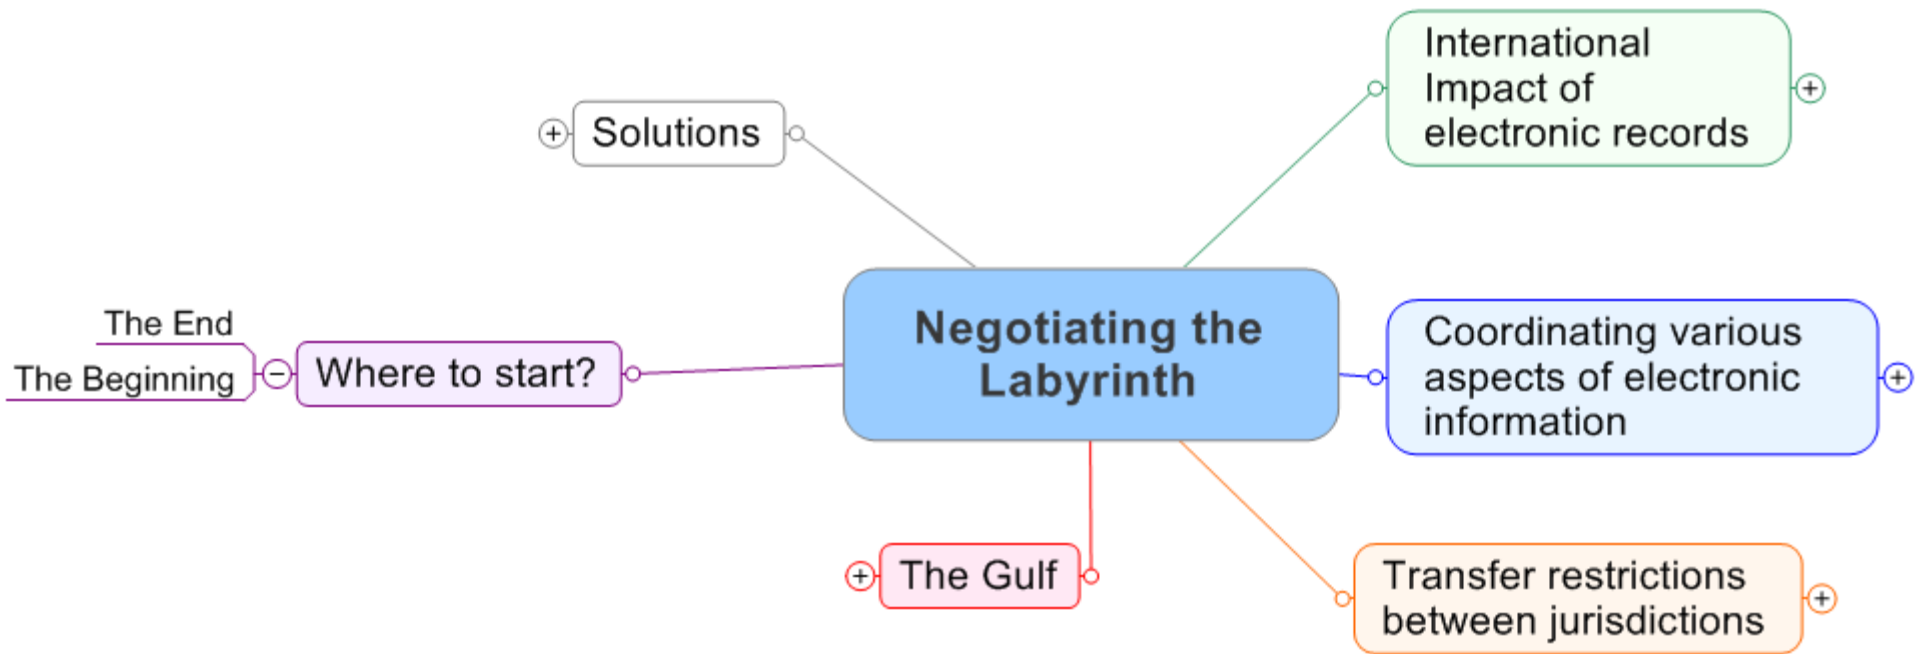 Negotiating the
Labyrinth
International
Impact of
electronic records
Coordinating various
aspects of electronic
information
Transfer restrictions
between jurisdictions
The Gulf
Where to start?
The End
The Beginning
Solutions